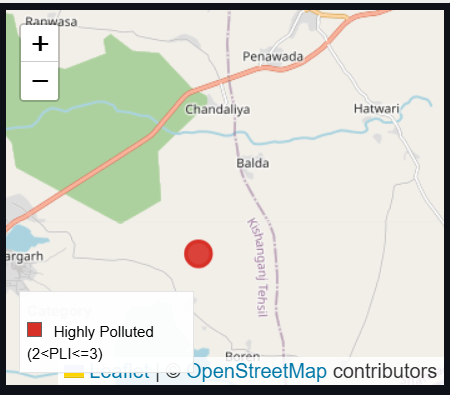 Ranwasa
+
−
Penawada
Chandaliya
Hatwari
Balda
Kishanganj Tehsil
argarh
Highly Polluted
(2<PLI<=3)
Boren
Leaflet | © OpenStreetMap contributors